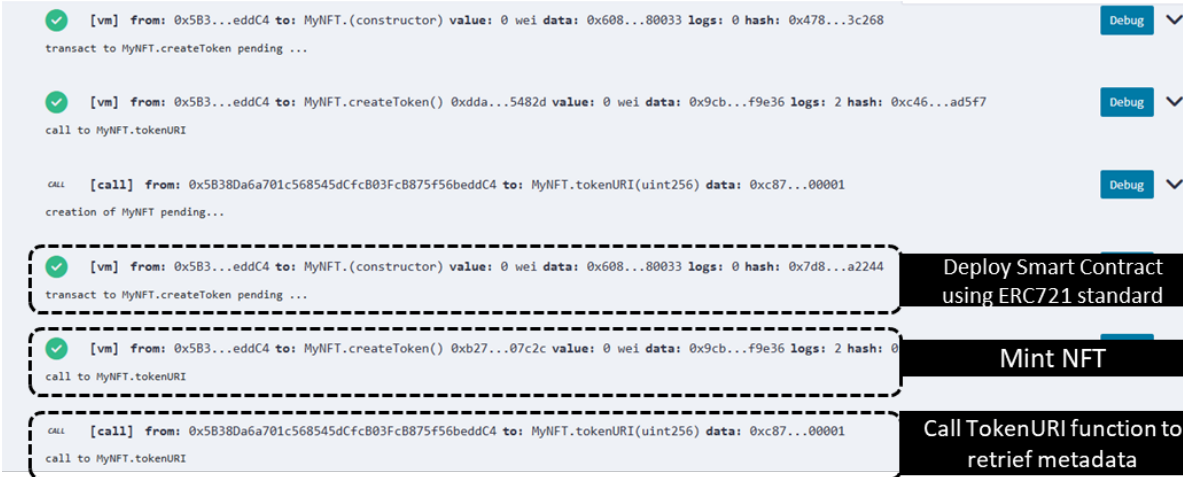 [vm] from: 0x5B3...eddC4 to: MyNFT.(constructor) value: 0 wei data: 0x608...80033 logs: 0 hash: 0x478...3c268 Debug
transact to MyNFT.createToken pending ...
[vm] from: 0x5B3...eddC4 to: MyNFT.createToken() 0xdda...5482d value: 0 wei data: 0x9cb...f9e36 logs: 2 hash: 0xc46...ad5f7 Debug
call to MyNFT.tokenURI
CALL [call] from: 0x5B38Da6a701c568545dCfcB03FcB875f56beddC4 to: MyNFT.tokenURI(uint256) data: 0xc87...00001 Debug
creation of MyNFT pending...
[vm] from: 0x5B3...eddC4 to: MyNFT.(constructor) value: 0 wei data: 0x608...80033 logs: 0 hash: 0x7d8...a2244
transact to MyNFT.createToken pending ...
Deploy Smart Contract
using ERC721 standard
[vm] from: 0x5B3...eddC4 to: MyNFT.createToken() 0xb27...07c2c value: 0 wei data: 0x9cb...f9e36 logs: 2 hash: 0
call to MyNFT.tokenURI
Mint NFT
CALL [call] from: 0x5B38Da6a701c568545dCfcB03FcB875f56beddC4 to: MyNFT.tokenURI(uint256) data: 0xc87...00001
call to MyNFT.tokenURI
Call TokenURI function to
retrief metadata